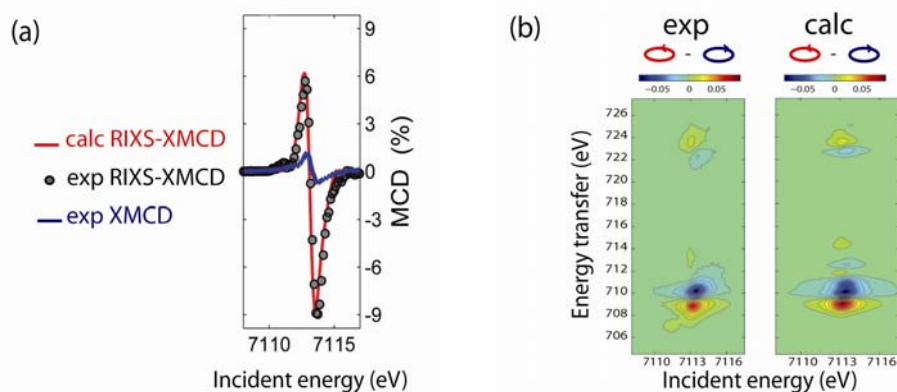 (a)
calc RIXS-XMCD
exp RIXS-XMCD
exp XMCD
9
6
3
0
-3
-6
-9
MCD (%)
7110 7115
Incident energy (eV)
(b)
exp calc
- -
−0.05 0 0.05 −0.05 0 0.05
726
724
722
720
718
716
714
712
710
708
706
Energy transfer (eV)
7110 7113 7116 7110 7113 7116
Incident energy (eV)